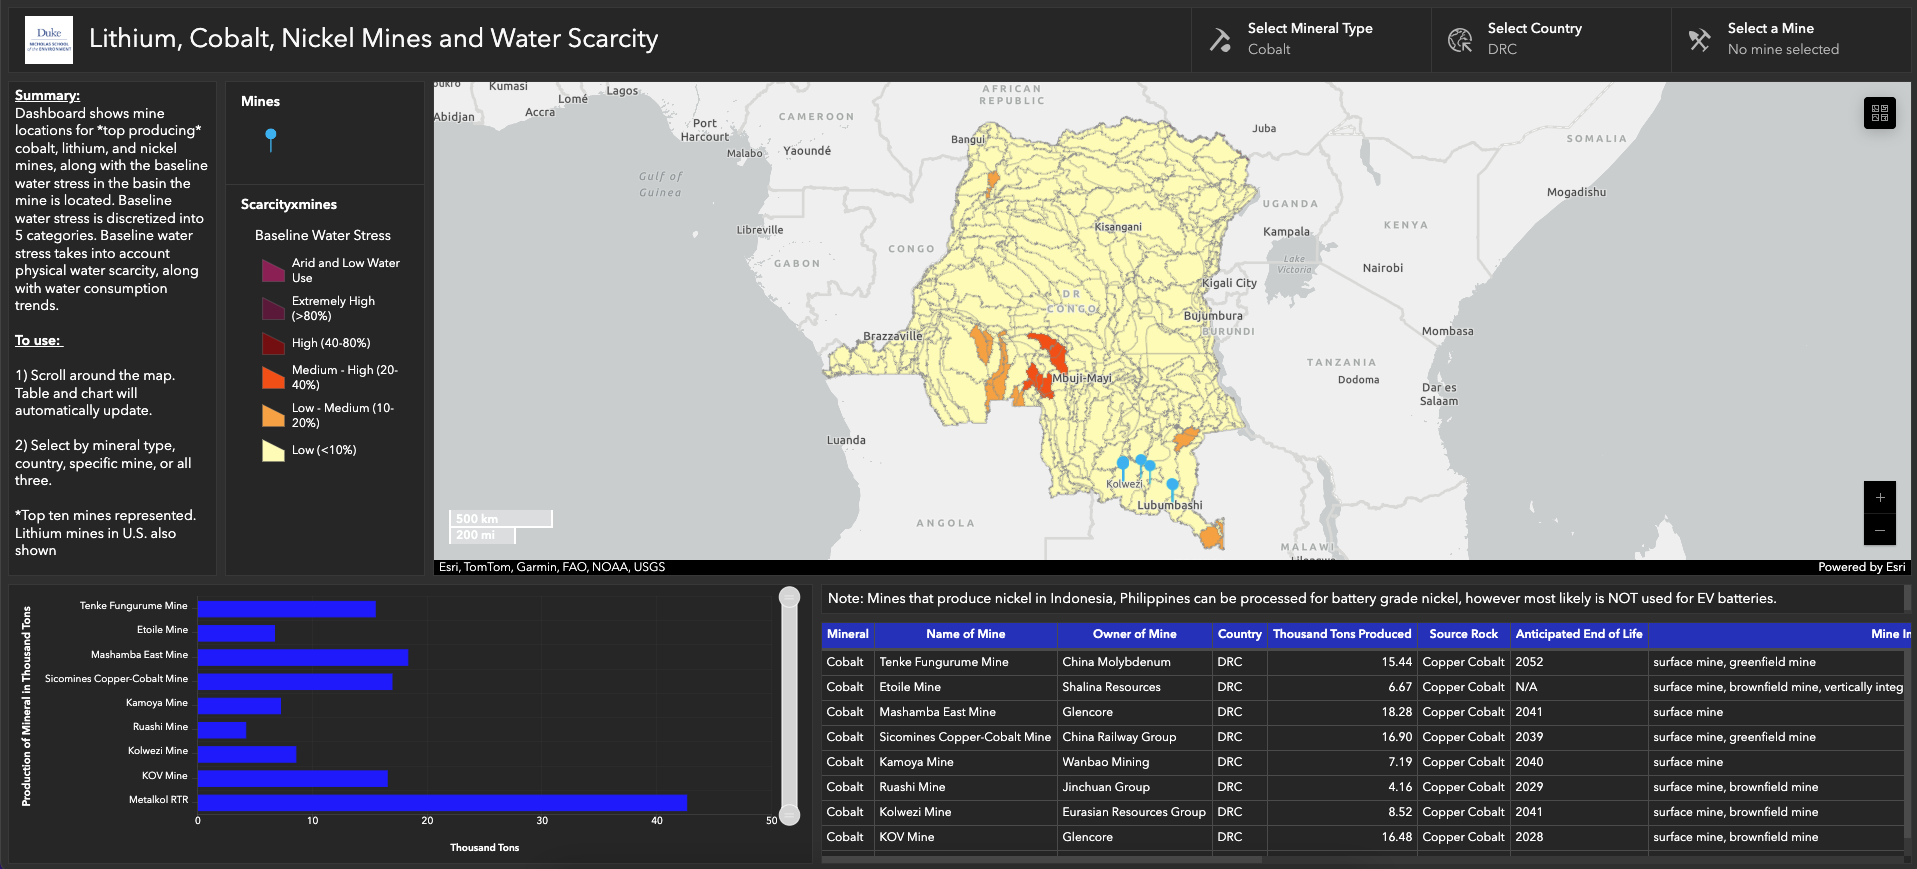 Duke
NICHOLAS SCHOOL
of the ENVIRONMENT
Lithium, Cobalt, Nickel Mines and Water Scarcity
Select Mineral Type
Cobalt
Select Country
DRC
Select a Mine
No mine selected
Summary:
Dashboard shows mine
locations for *top producing*
cobalt, lithium, and nickel
mines, along with the baseline
water stress in the basin the
mine is located. Baseline
water stress is discretized into
5 categories. Baseline water
stress takes into account
physical water scarcity, along
with water consumption
trends.
To use:
1) Scroll around the map.
Table and chart will
automatically update.
2) Select by mineral type,
country, specific mine, or all
three.
*Top ten mines represented.
Lithium mines in U.S. also
shown
Mines
Scarcityxmines
Baseline Water Stress
Arid and Low Water
Use
Extremely High
(>80%)
High (40-80%)
Medium - High (20-
40%)
Low - Medium (10-
20%)
Low (<10%)
Kumasi
Lomé
Lagos
Accra
Abidjan
Port
Harcourt
CAMEROON
Malabo
Yaoundé
AFRICAN
REPUBLIC
Bangui
Juba
SOMALIA
Gulf of
Guinea
Mogadishu
UGANDA
KENYA
Kisangani
Kampala
Libreville
CONGO
GABON
Lake
Victoria
Nairobi
Kigali City
DR
CONGO
Bujumbura
BURUNDI
Mombasa
Brazzaville
TANZANIA
Mbuji-Mayi
Dodoma
Dar es
Salaam
Luanda
Kolwezi
Lubumbashi
ANGOLA
MALAWI
500 km
200 mi
+
−
Esri, TomTom, Garmin, FAO, NOAA, USGS
Powered by Esri
Production of Mineral in Thousand Tons
Tenke Fungurume Mine
Etoile Mine
Mashamba East Mine
Sicomines Copper-Cobalt Mine
Kamoya Mine
Ruashi Mine
Kolwezi Mine
KOV Mine
Metalkol RTR
0 10 20 30 40 50
Thousand Tons
Note: Mines that produce nickel in Indonesia, Philippines can be processed for battery grade nickel, however most likely is NOT used for EV batteries.
Mineral Name of Mine Owner of Mine Country Thousand Tons Produced Source Rock Anticipated End of Life Mine In
Cobalt Tenke Fungurume Mine China Molybdenum DRC 15.44 Copper Cobalt 2052 surface mine, greenfield mine
Cobalt Etoile Mine Shalina Resources DRC 6.67 Copper Cobalt N/A surface mine, brownfield mine, vertically integ
Cobalt Mashamba East Mine Glencore DRC 18.28 Copper Cobalt 2041 surface mine
Cobalt Sicomines Copper-Cobalt Mine China Railway Group DRC 16.90 Copper Cobalt 2039 surface mine, greenfield mine
Cobalt Kamoya Mine Wanbao Mining DRC 7.19 Copper Cobalt 2040 surface mine
Cobalt Ruashi Mine Jinchuan Group DRC 4.16 Copper Cobalt 2029 surface mine, brownfield mine
Cobalt Kolwezi Mine Eurasian Resources Group DRC 8.52 Copper Cobalt 2041 surface mine, brownfield mine
Cobalt KOV Mine Glencore DRC 16.48 Copper Cobalt 2028 surface mine, brownfield mine